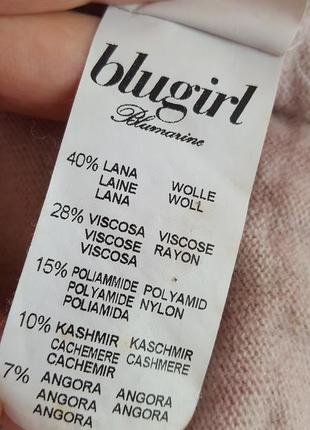 blugirl
Blumarine
40% LANA WOLLE
LAINE WOLL
LANA
28% VISCOSA VISCOSE
VISCOSE RAYON
VISCOSA
15% POLIAMMIDE POLYAMID
POLYAMIDE NYLON
POLIAMIDA
10% KASHMIR KASCHMIR
CACHEMERE CASHMERE
CACHEMIR
7% ANGORA ANGORA
ANGORA ANGORA
ANGORA